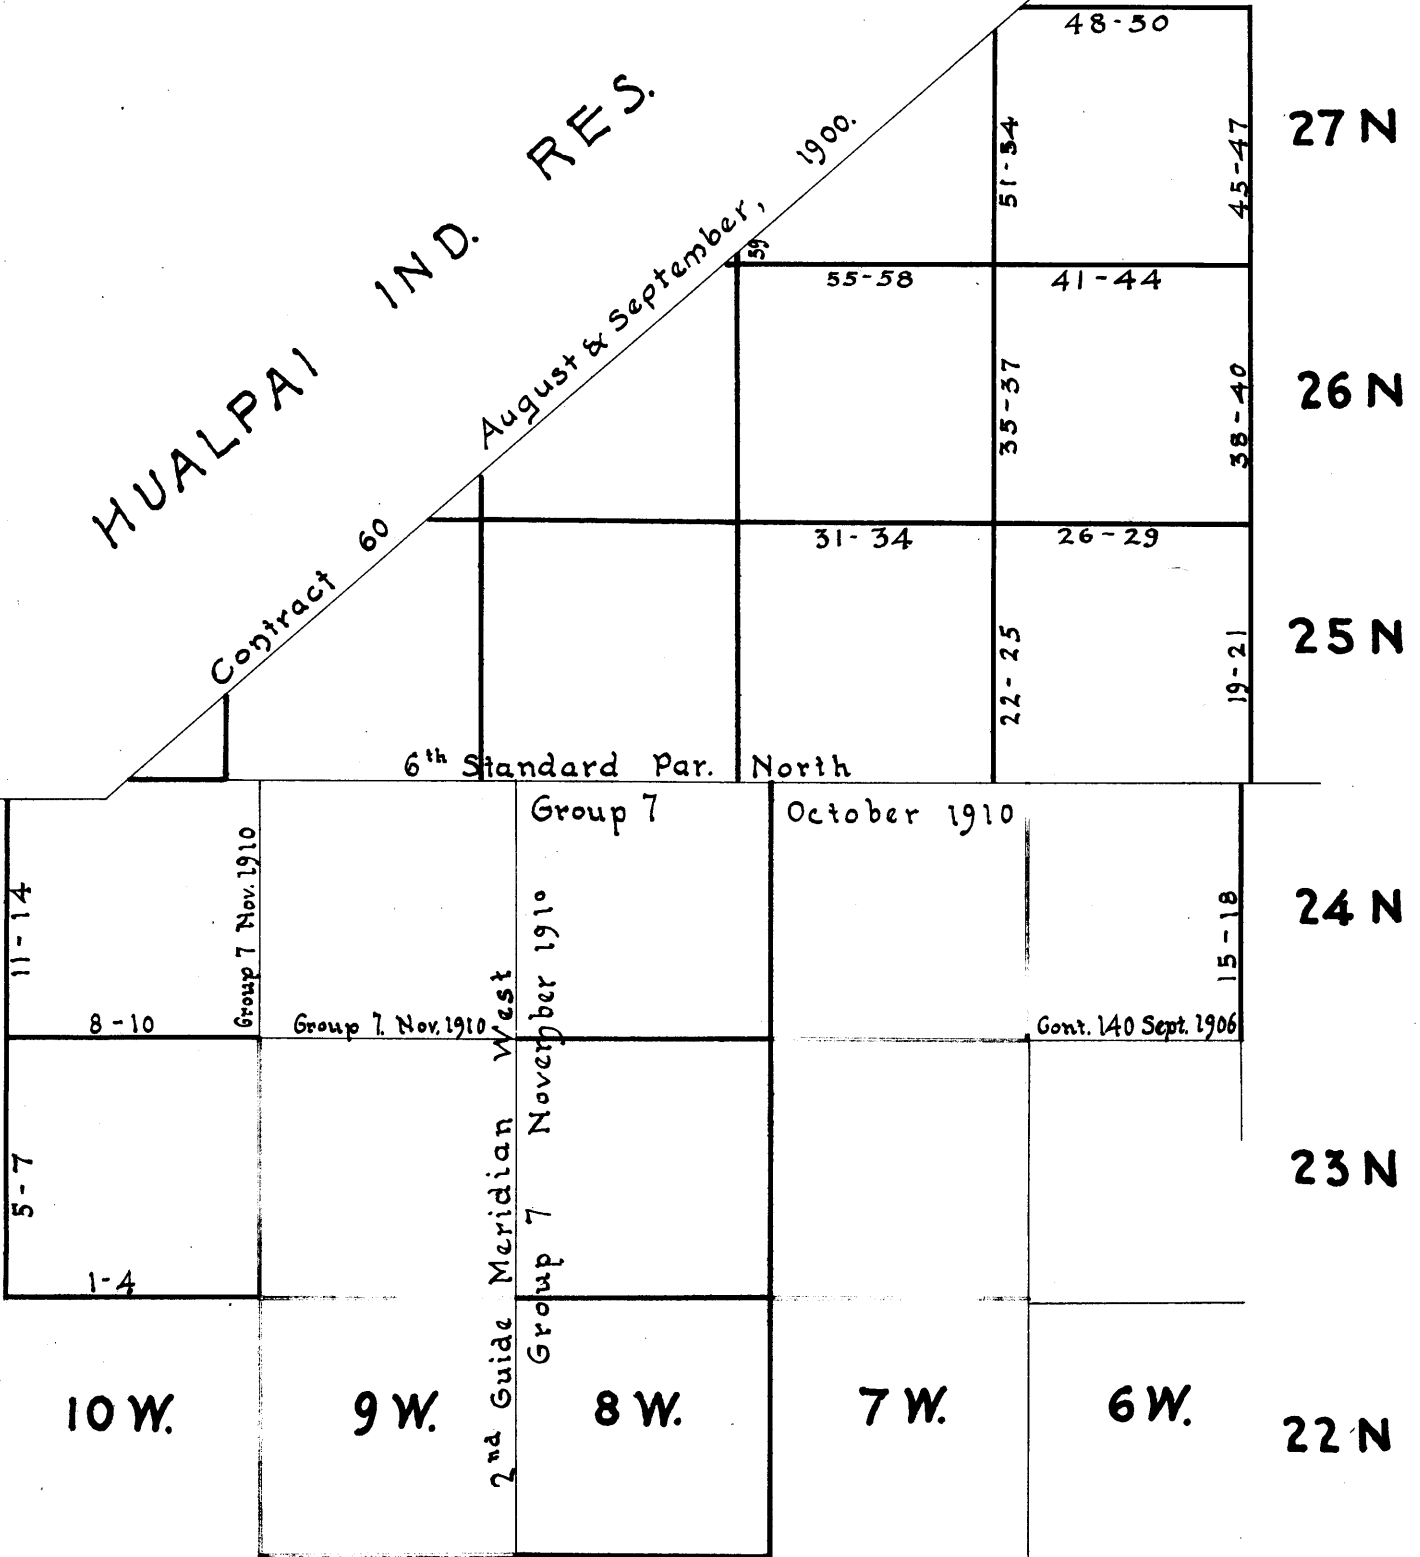 48-50
27 N
HUALPAI IND. RES.
51-54
45-47
Contract 60 August & September, 1900.
59
55-58
41-44
35-37
38-40
26 N
31-34
26-29
22-25
19-21
25 N
6th Standard Par. North
Group 7 October 1910
11-14
Group 7 Nov. 1910
15-18
24 N
8-10
Group 7. Nov. 1910
Cont. 140 Sept. 1906
2nd Guide Meridian West
Group 7 November 1910
5-7
23 N
1-4
10 W. 9 W. 8 W. 7 W. 6 W.
22 N